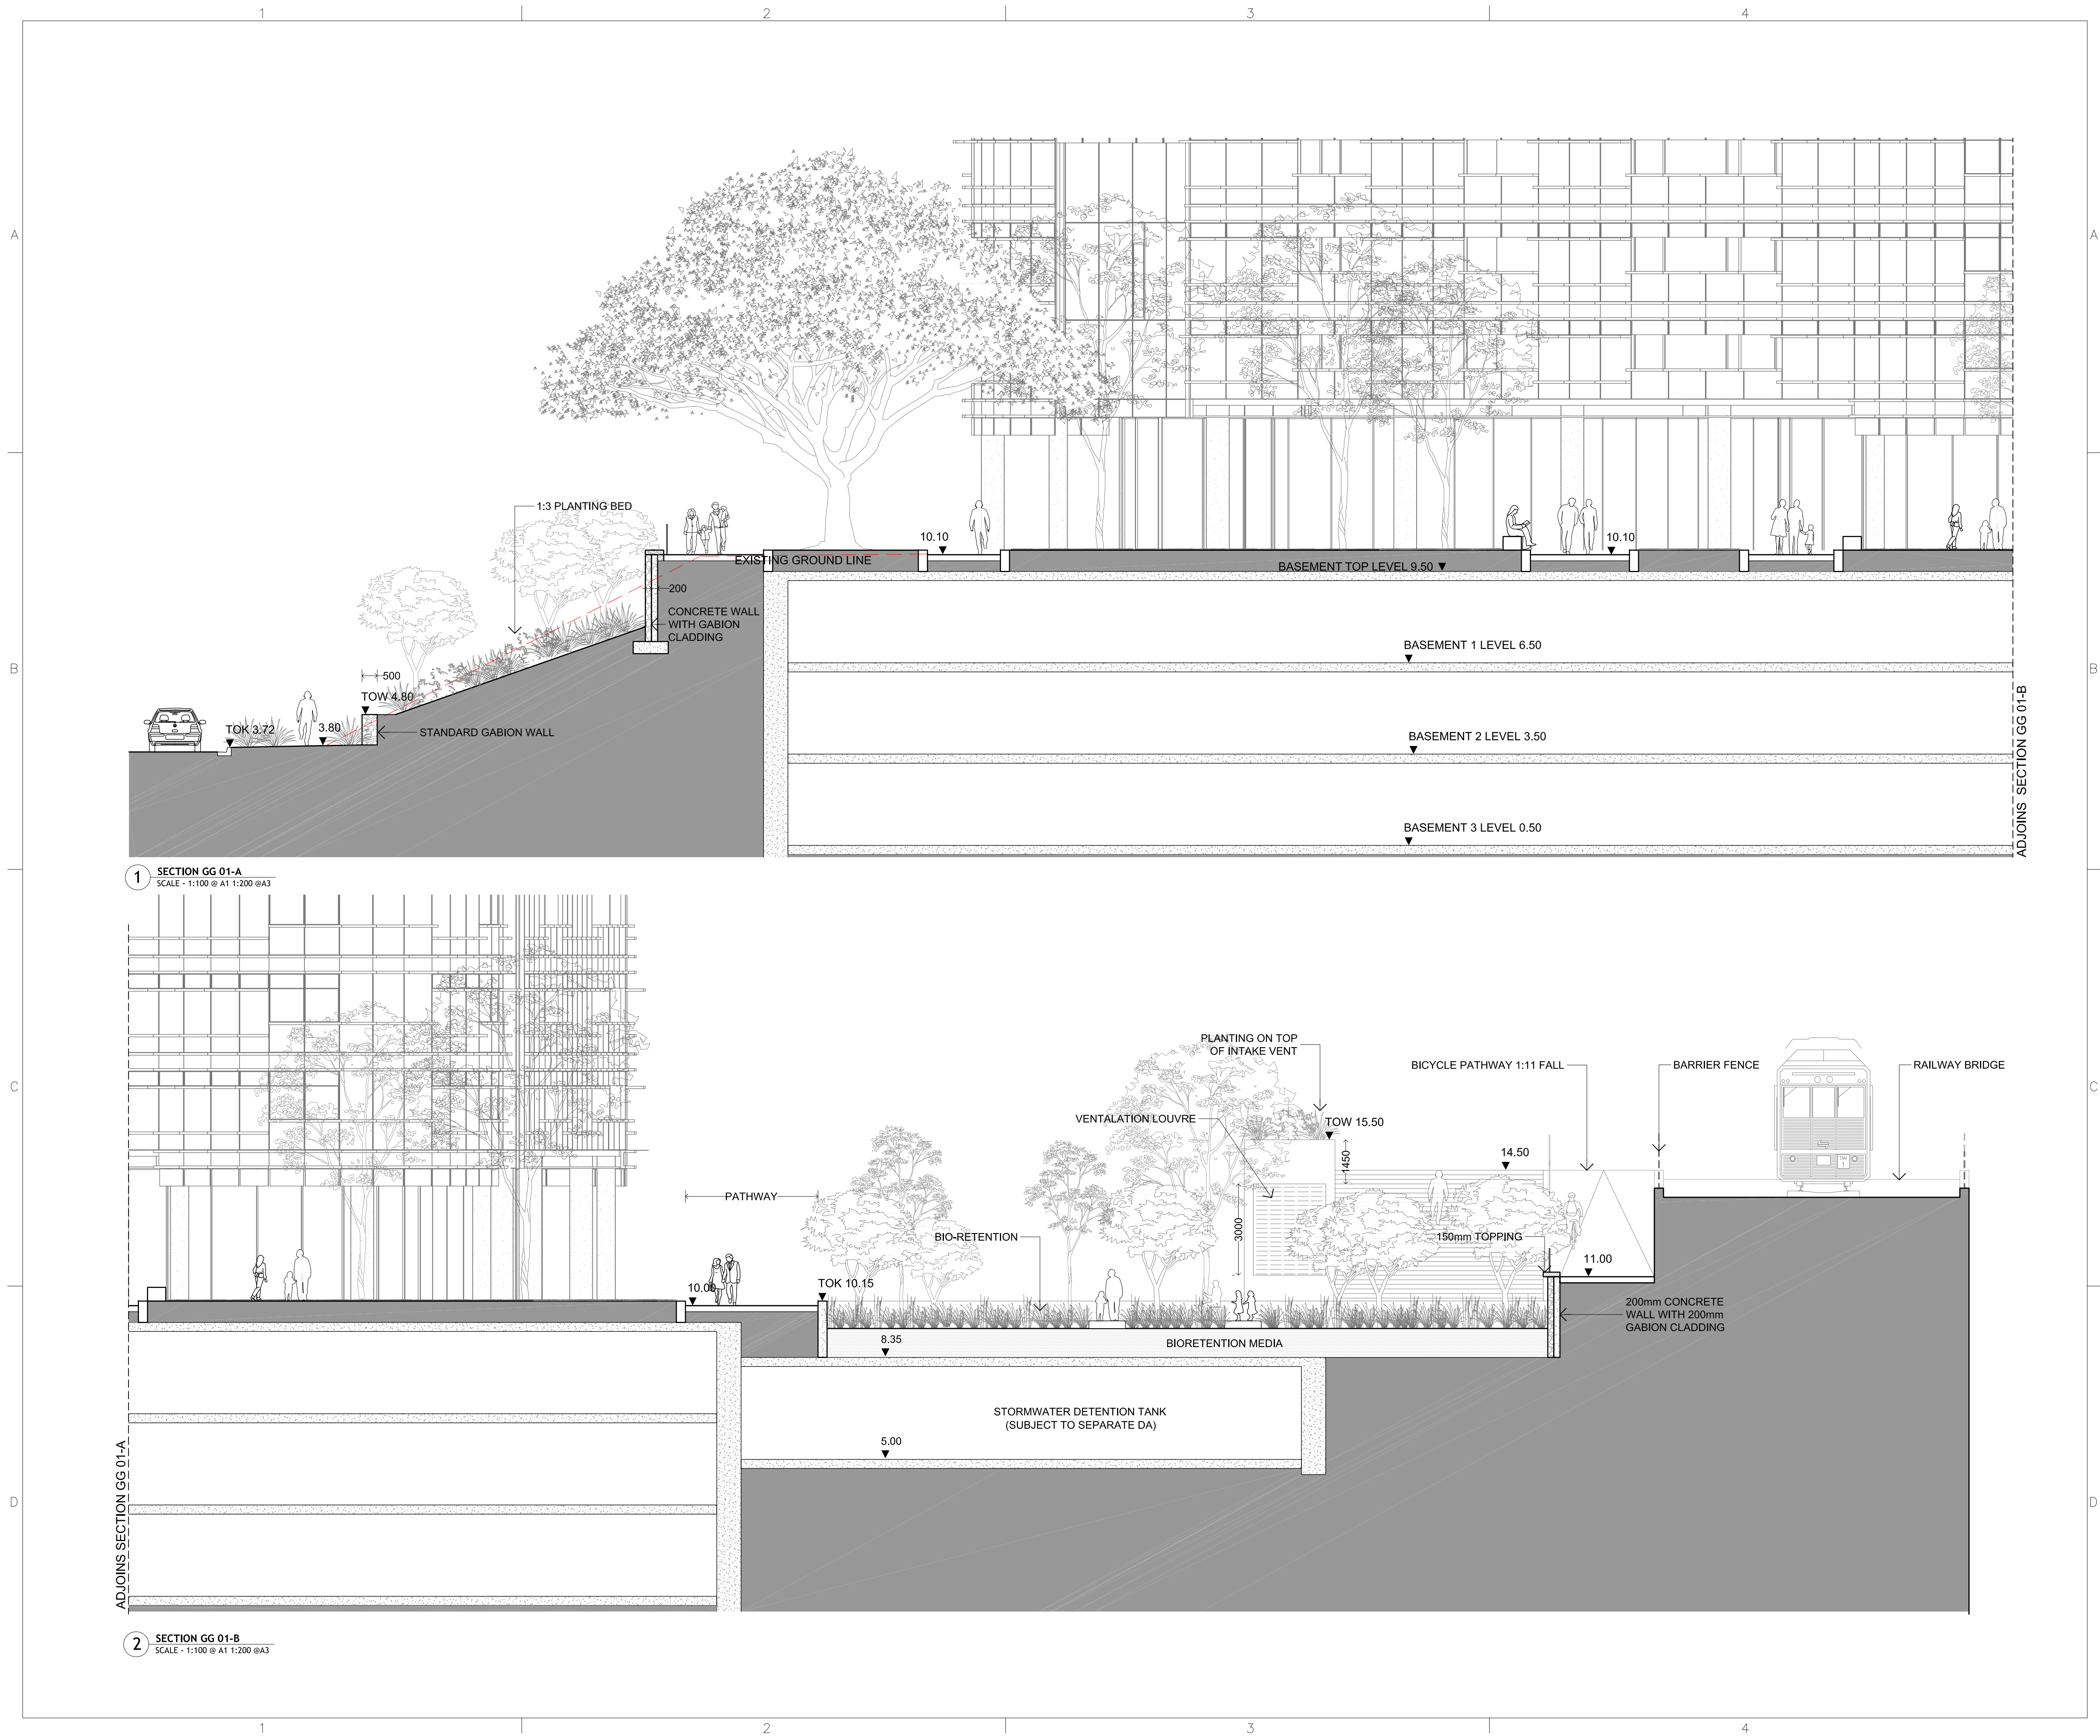 1
2
3
4
A
A
1:3 PLANTING BED
10.10
10.10
EXISTING GROUND LINE
BASEMENT TOP LEVEL 9.50
200
CONCRETE WALL
WITH GABION
CLADDING
BASEMENT 1 LEVEL 6.50
B
B
500
TOW 4.80
TOK 3.72
3.80
STANDARD GABION WALL
BASEMENT 2 LEVEL 3.50
BASEMENT 3 LEVEL 0.50
ADJOINS SECTION GG 01-B
1
SECTION GG 01-A
SCALE - 1:100 @ A1 1:200 @A3
PLANTING ON TOP
OF INTAKE VENT
BICYCLE PATHWAY 1:11 FALL
BARRIER FENCE
RAILWAY BRIDGE
C
C
VENTALATION LOUVRE
TOW 15.50
1450
14.50
1
PATHWAY
3000
BIO-RETENTION
150mm TOPPING
11.00
10.00
TOK 10.15
200mm CONCRETE
WALL WITH 200mm
GABION CLADDING
8.35
BIORETENTION MEDIA
STORMWATER DETENTION TANK
(SUBJECT TO SEPARATE DA)
5.00
D
D
ADJOINS SECTION GG 01-A
2
SECTION GG 01-B
SCALE - 1:100 @ A1 1:200 @A3
1
2
3
4